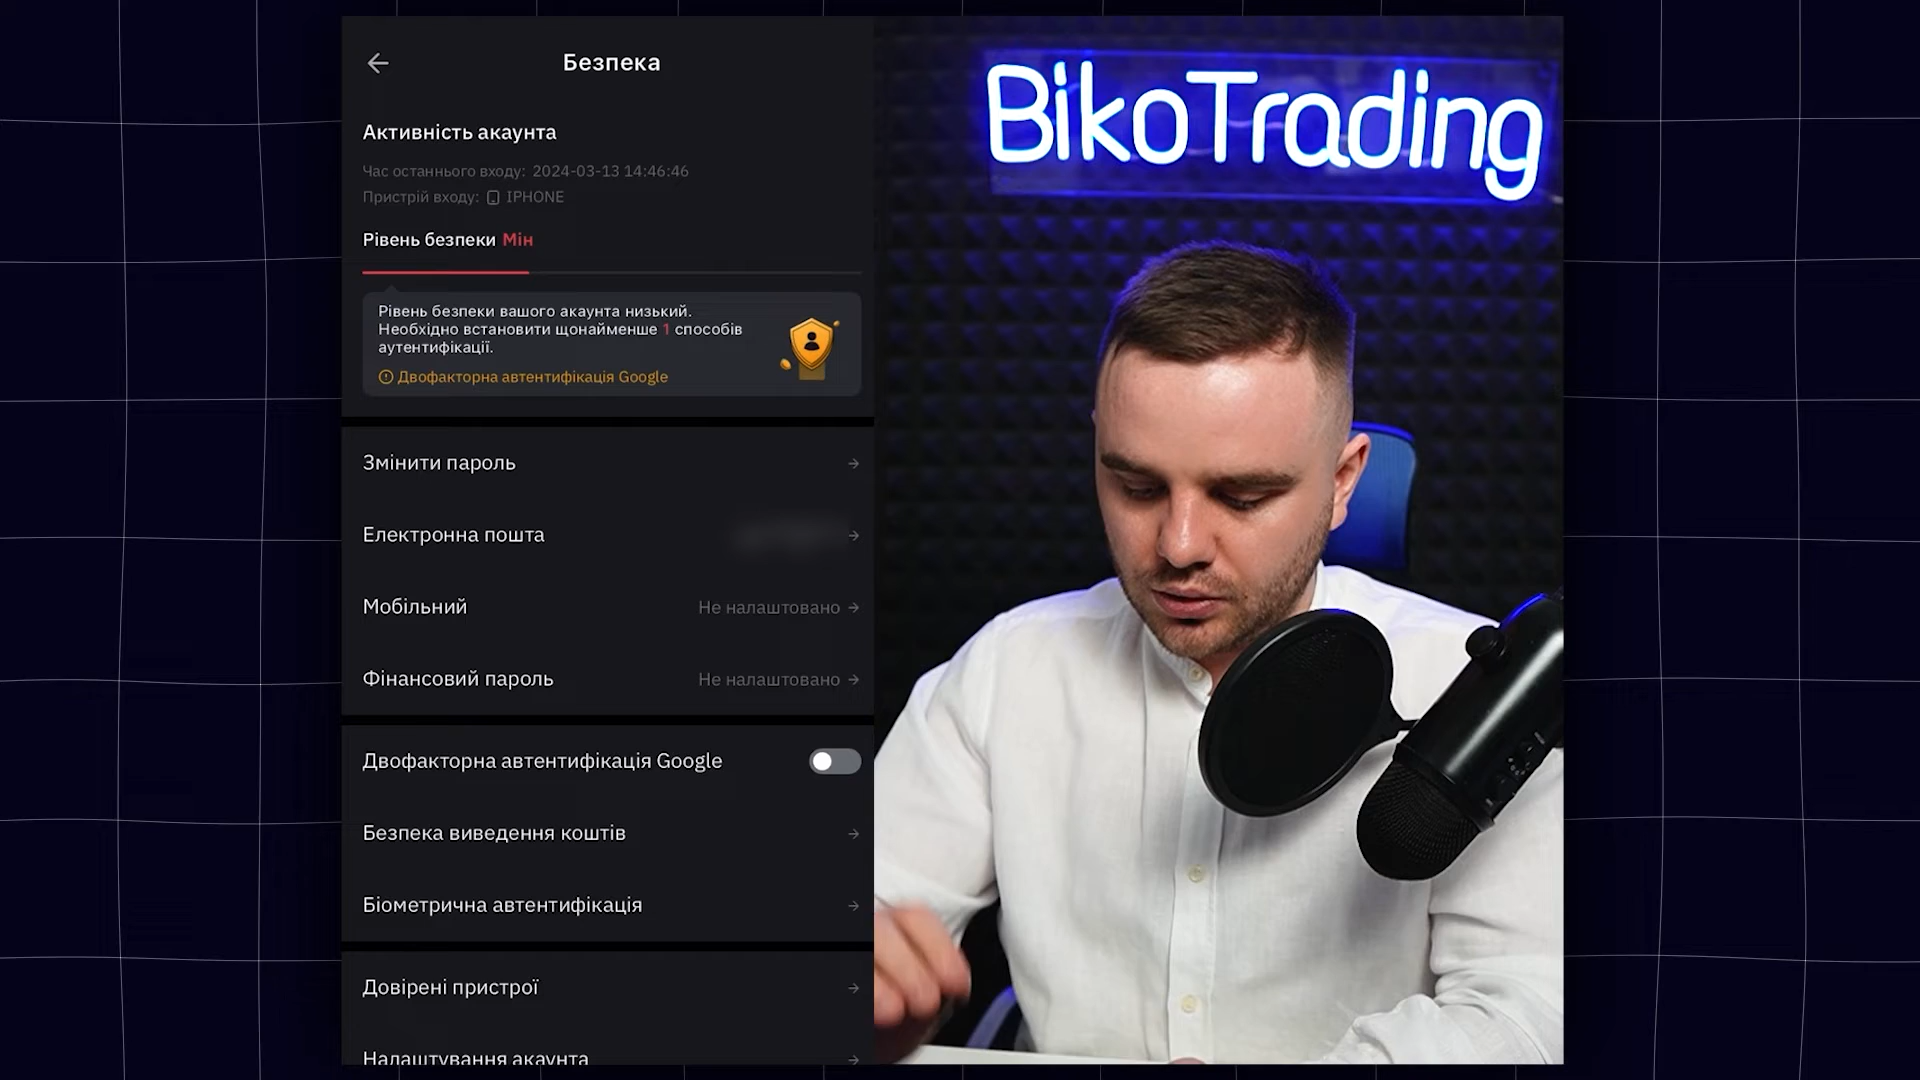 Безпека
Активність акаунта
Час останнього входу: 2024-03-13 14:46:46
Пристрій входу: IPHONE
Рівень безпеки Мін
Рівень безпеки вашого акаунта низький.
Необхідно встановити щонайменше 1 способів
аутентифікації.
Двофакторна автентифікація Google
Змінити пароль
Електронна пошта
Мобільний Не налаштовано
Фінансовий пароль Не налаштовано
Двофакторна автентифікація Google
Безпека виведення коштів
Біометрична автентифікація
Довірені пристрої
Налаштування акаунта
BikoTrading